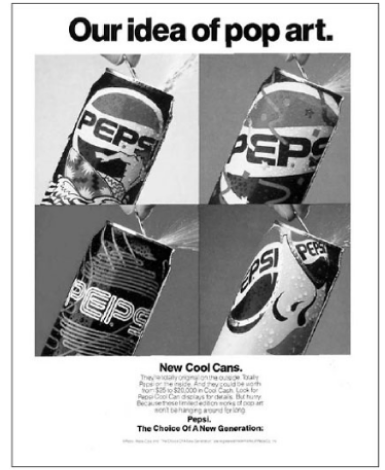 Our idea of pop art.
PEPS
PEPS
PEPS
PEPSI
PEPSI
New Cool Cans.
They're totally original on the outside. Totally
Pepsi on the inside. And they could be worth
from $25 to $20,000 in Cool Cash. Look for
Pepsi Cool Can displays for details. But hurry.
Because these limited edition works of pop art
won't be hanging around for long.
Pepsi.
The Choice Of A New Generation.